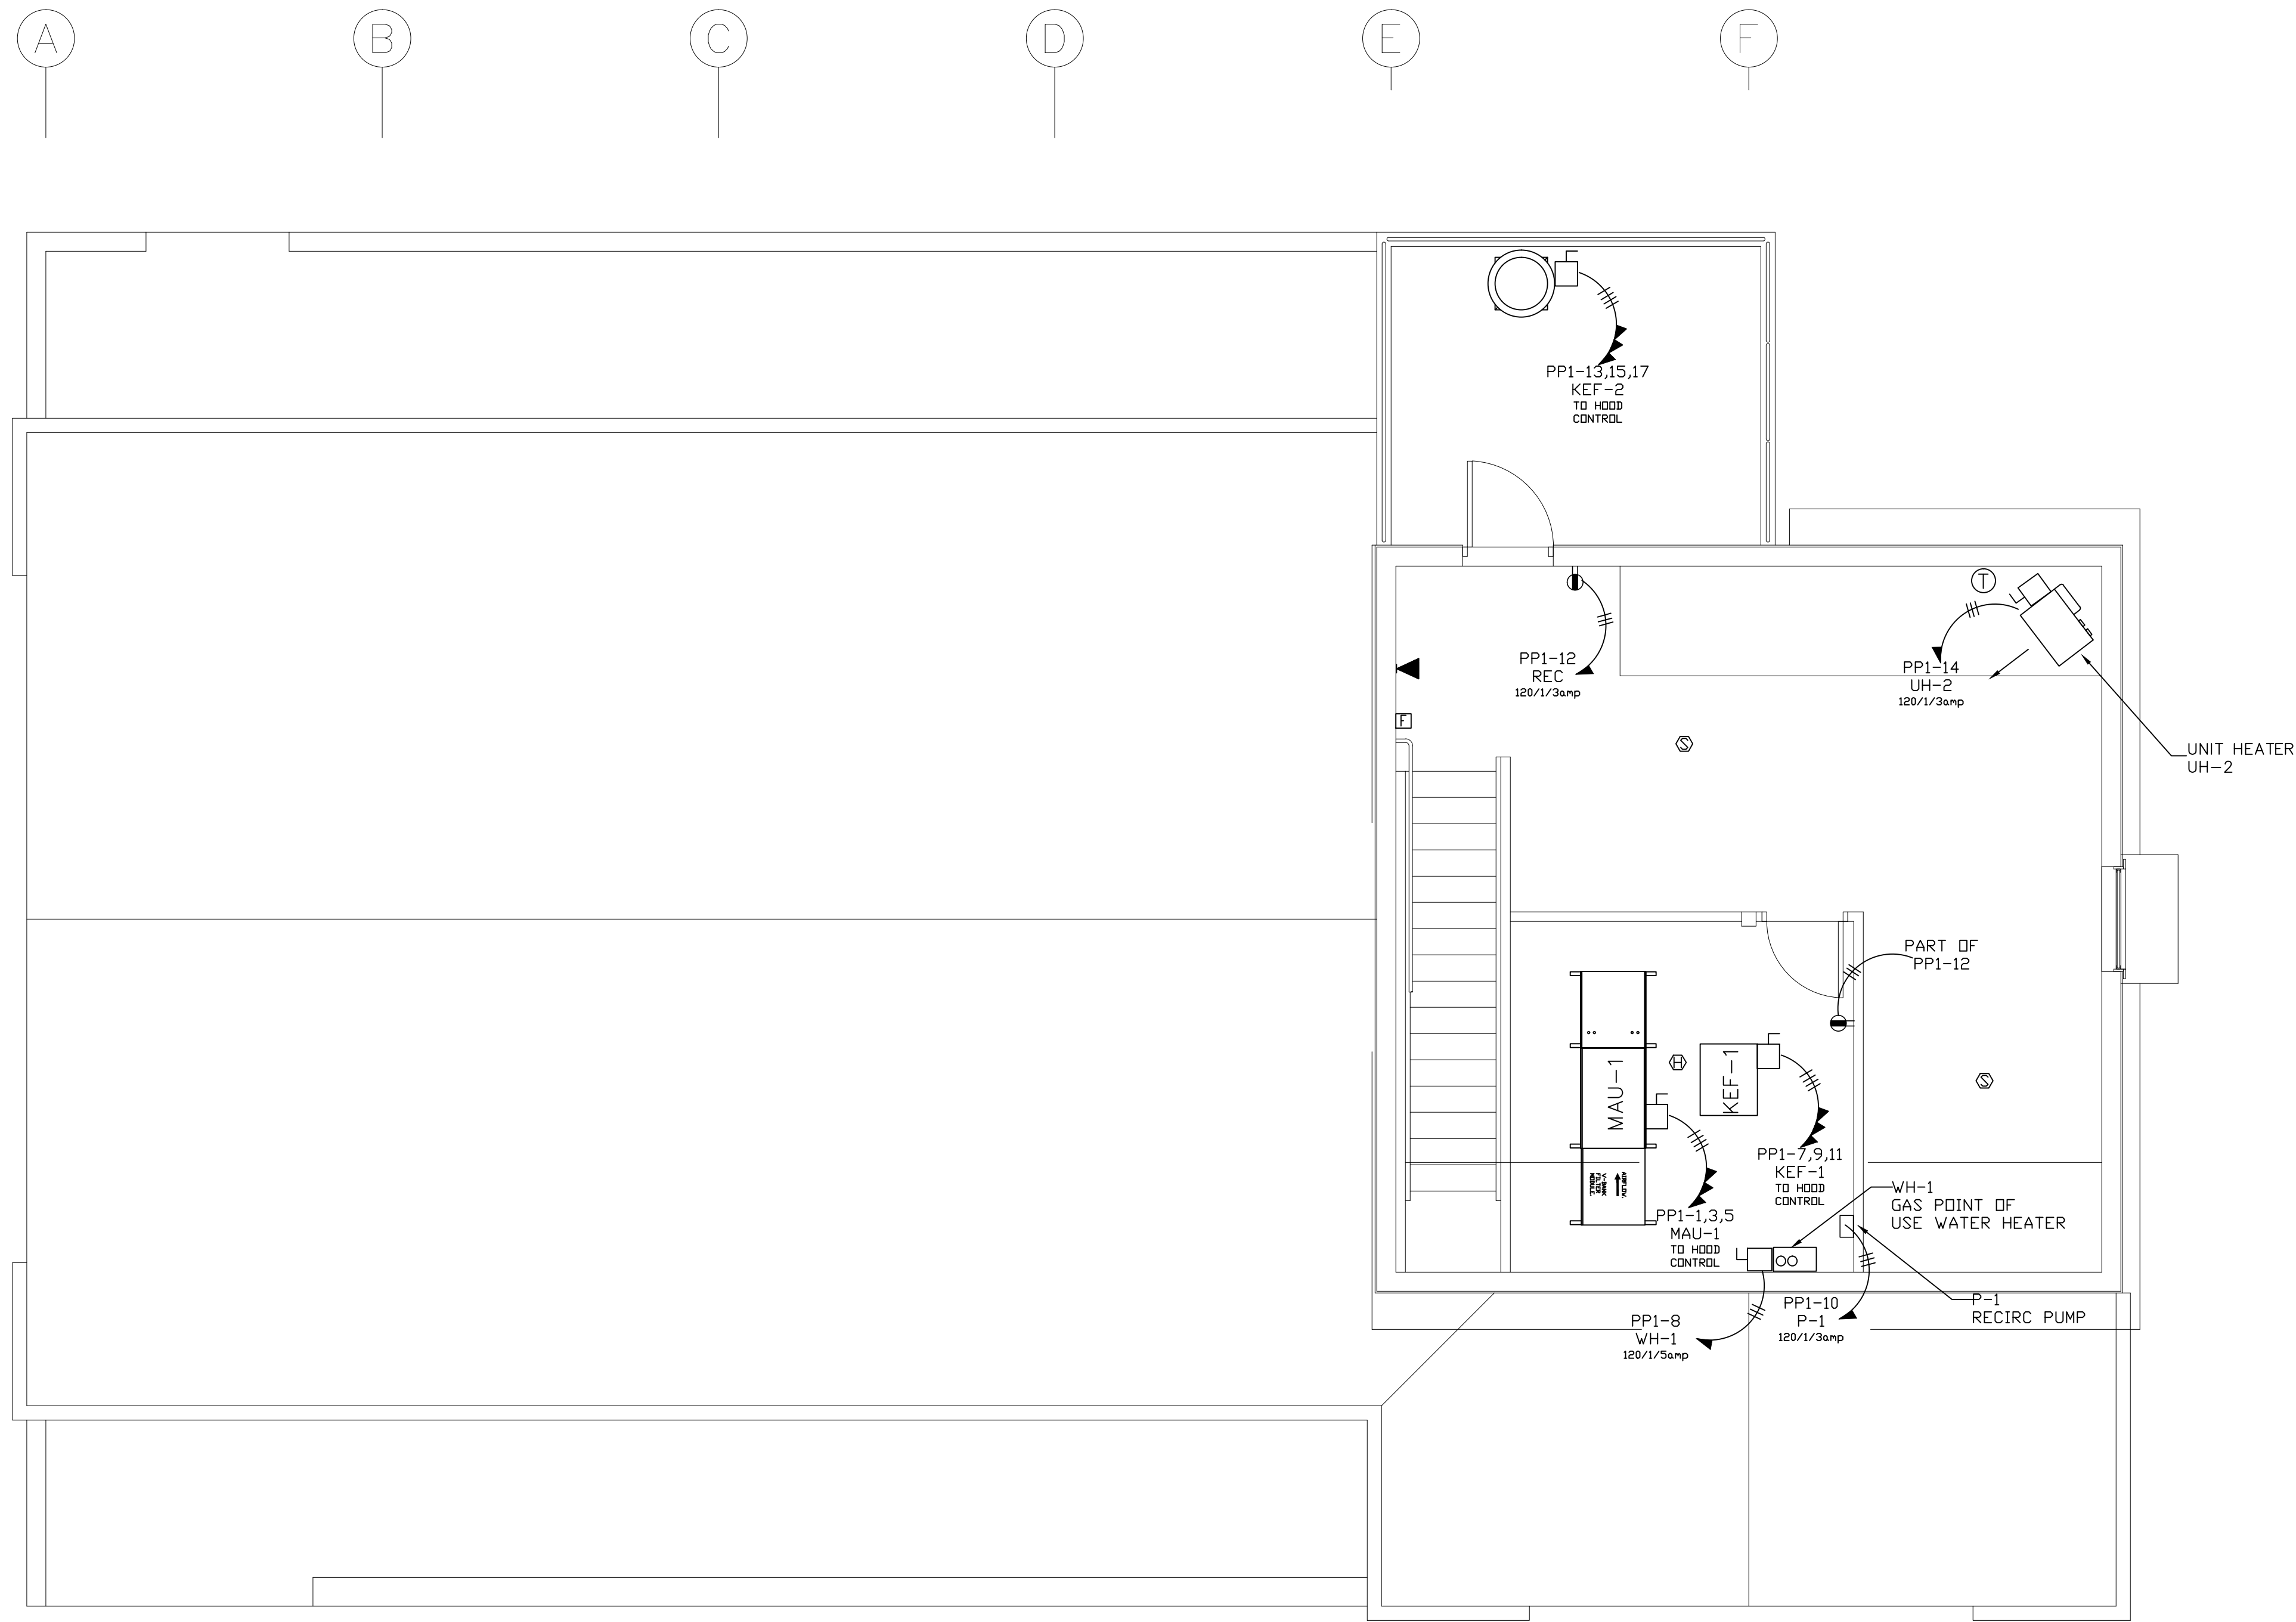 A
B
C
D
E
F
PP1-13,15,17
KEF-2
TO HOOD
CONTROL
T
PP1-12
REC
120/1/3amp
PP1-14
UH-2
120/1/3amp
F
S
UNIT HEATER
UH-2
PART OF
PP1-12
MAU-1
H
KEF-1
S
PP1-7,9,11
KEF-1
TO HOOD
CONTROL
AIRFLOW.
V-BANK
FILTER
MODULE.
WH-1
GAS POINT OF
USE WATER HEATER
PP1-1,3,5
MAU-1
TO HOOD
CONTROL
PP1-10
P-1
120/1/3amp
P-1
RECIRC PUMP
PP1-8
WH-1
120/1/5amp